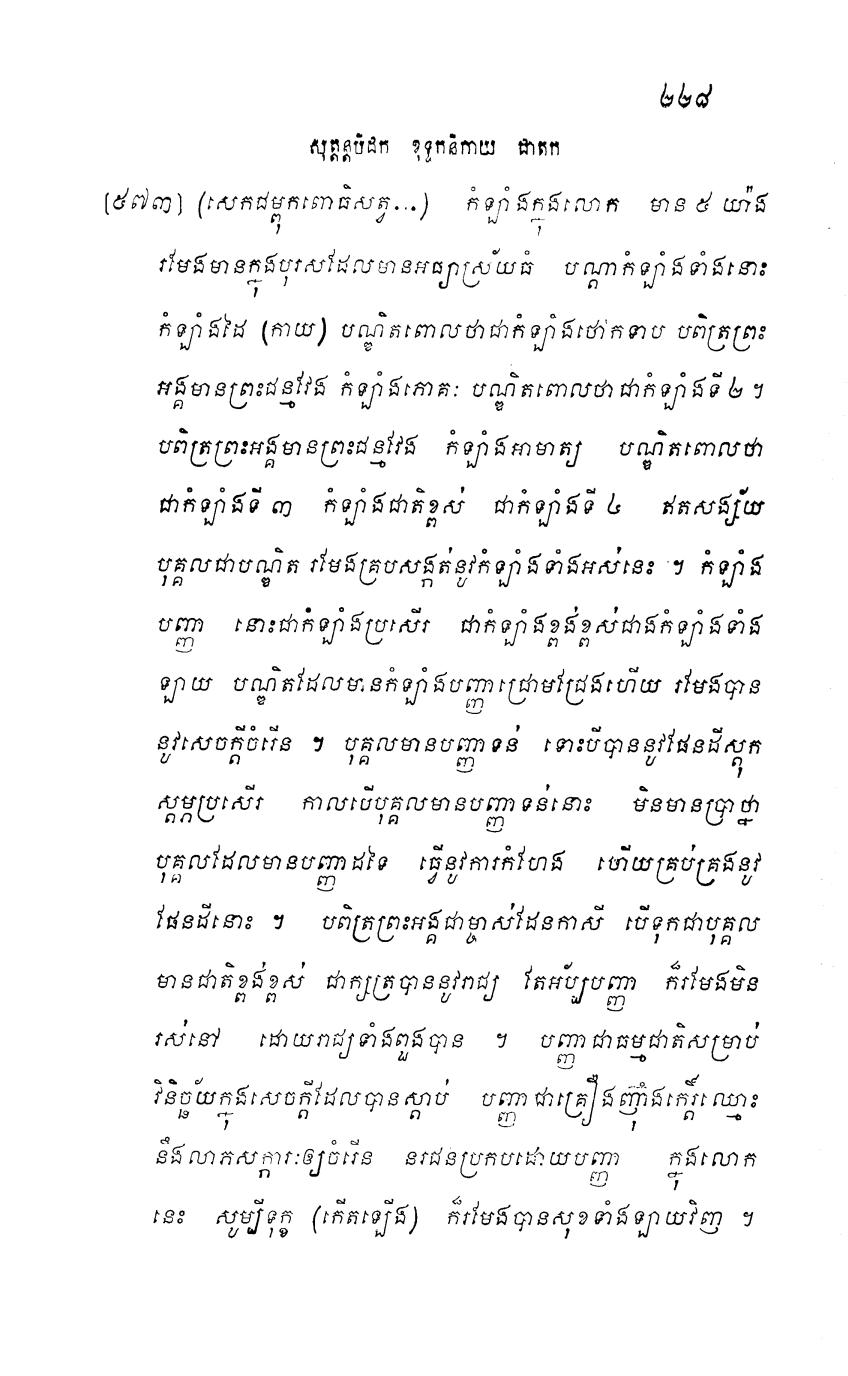 ២២៨
សុត្តន្តបិដក ខុទ្ទកនិកាយ ជាតក
[៥៧៣] (សេកជម្ពុកពោធិសត្វ...) កំឡាំងក្នុងលោក មាន ៥ យ៉ាង
រមែងមានក្នុងបុរសដែលមានអធ្យាស្រ័យធំ បណ្តាកំឡាំងទាំងនោះ
កំឡាំងដៃ (កាយ) បណ្ឌិតពោលថាជាកំឡាំងថោកទាប បពិត្រព្រះ
អង្គមានព្រះជន្មវែង កំឡាំងភោគៈ បណ្ឌិតពោលថាជាកំឡាំងទី ២ ។
បពិត្រព្រះអង្គមានព្រះជន្មវែង កំឡាំងអាមាត្យ បណ្ឌិតពោលថា
ជាកំឡាំងទី ៣ កំឡាំងជាតិខ្ពស់ ជាកំឡាំងទី ៤ ឥតសង្ស័យ
បុគ្គលជាបណ្ឌិត រមែងគ្របសង្កត់នូវកំឡាំងទាំងអស់នេះ ។ កំឡាំង
បញ្ញា នោះជាកំឡាំងប្រសើរ ជាកំឡាំងខ្ពង់ខ្ពស់ជាងកំឡាំងទាំង
ឡាយ បណ្ឌិតដែលមានកំឡាំងបញ្ញាជ្រោមជ្រែងហើយ រមែងបាន
នូវសេចក្តីចំរើន ។ បុគ្គលមានបញ្ញាទន់ ទោះបីបាននូវផែនដីស្តុក
ស្តម្ភប្រសើរ កាលបើបុគ្គលមានបញ្ញាទន់នោះ មិនមានប្រាថ្នា
បុគ្គលដែលមានបញ្ញាដទៃ ធ្វើនូវការកំហែង ហើយគ្រប់គ្រងនូវ
ផែនដីនោះ ។ បពិត្រព្រះអង្គជាម្ចាស់ដែនកាសី បើទុកជាបុគ្គល
មានជាតិខ្ពង់ខ្ពស់ ជាក្សត្របាននូវរាជ្យ តែអប្ប័បញ្ញា ក៏រមែងមិន
រស់នៅ ដោយរាជ្យទាំងពួងបាន ។ បញ្ញាជាធម្មជាតិសម្រាប់
វិនិច្ឆ័យក្នុងសេចក្តីដែលបានស្តាប់ បញ្ញាជាគ្រឿងញ៉ាំងកេរ្តិ៍ឈ្មោះ
នឹងលាភសក្ការៈឲ្យចំរើន នរជនប្រកបដោយបញ្ញា ក្នុងលោក
នេះ សូម្បីទុក្ខ (កើតឡើង) ក៏រមែងបានសុខទាំងឡាយវិញ ។